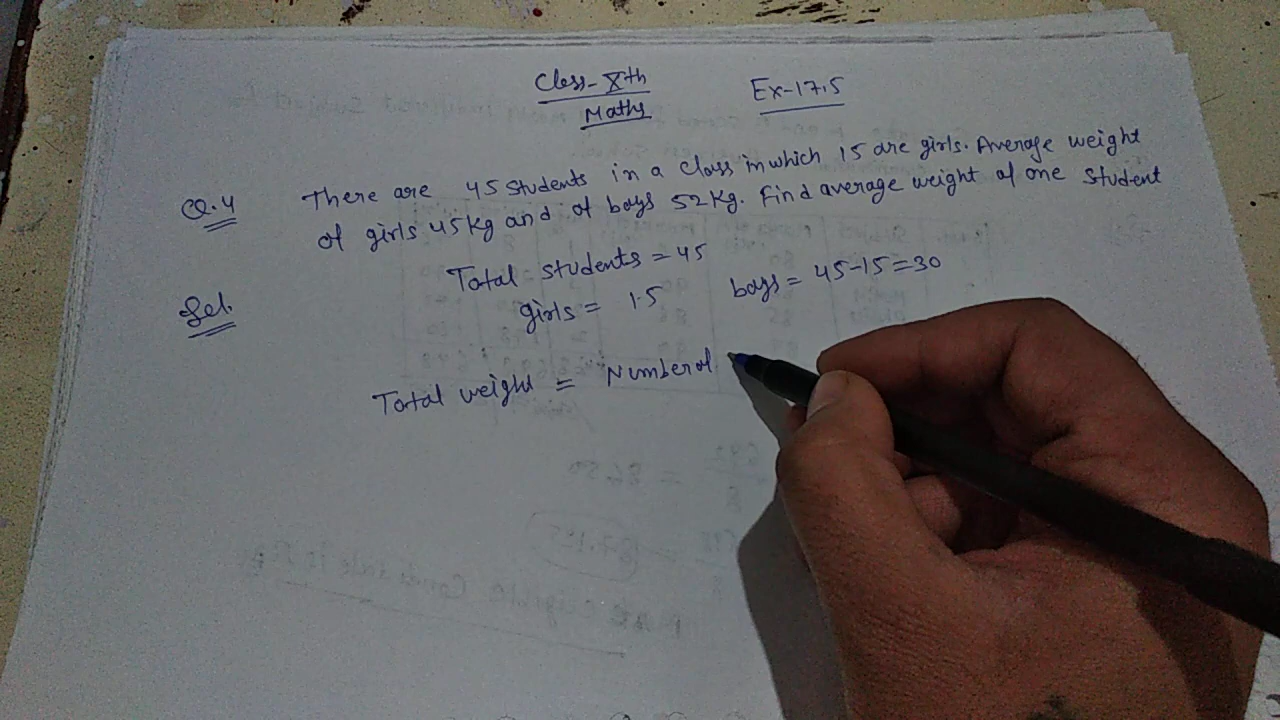 Class-Xth
Maths
Ex-17.5
Q.4 There are 45 students in a class in which 15 are girls. Average weight
of girls 45 kg and of boys 52 Kg. Find average weight of one student
Sol. Total students = 45
girls = 15 boys = 45-15=30
Total weight = Number of